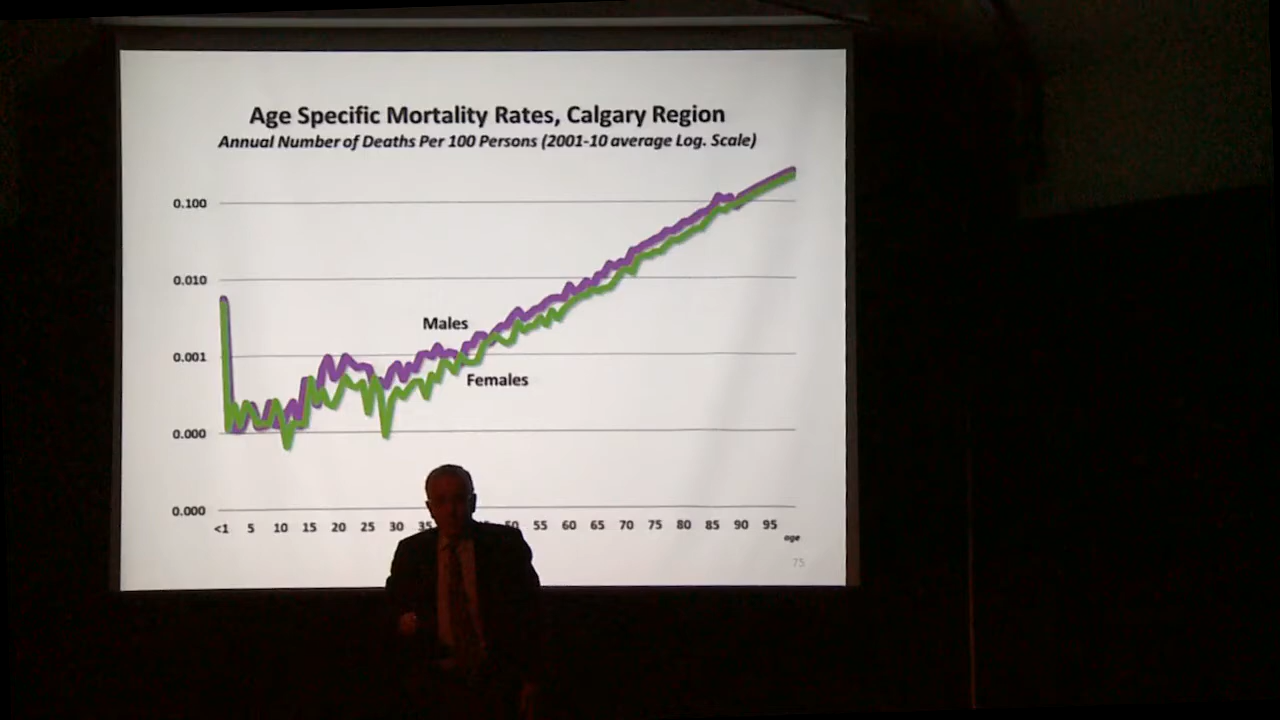 Age Specific Mortality Rates, Calgary Region
Annual Number of Deaths Per 100 Persons (2001-10 average Log. Scale)
0.100
0.010
Males
0.001
Females
0.000
0.000
<1 5 10 15 20 25 30 35 50 55 60 65 70 75 80 85 90 95
age
75